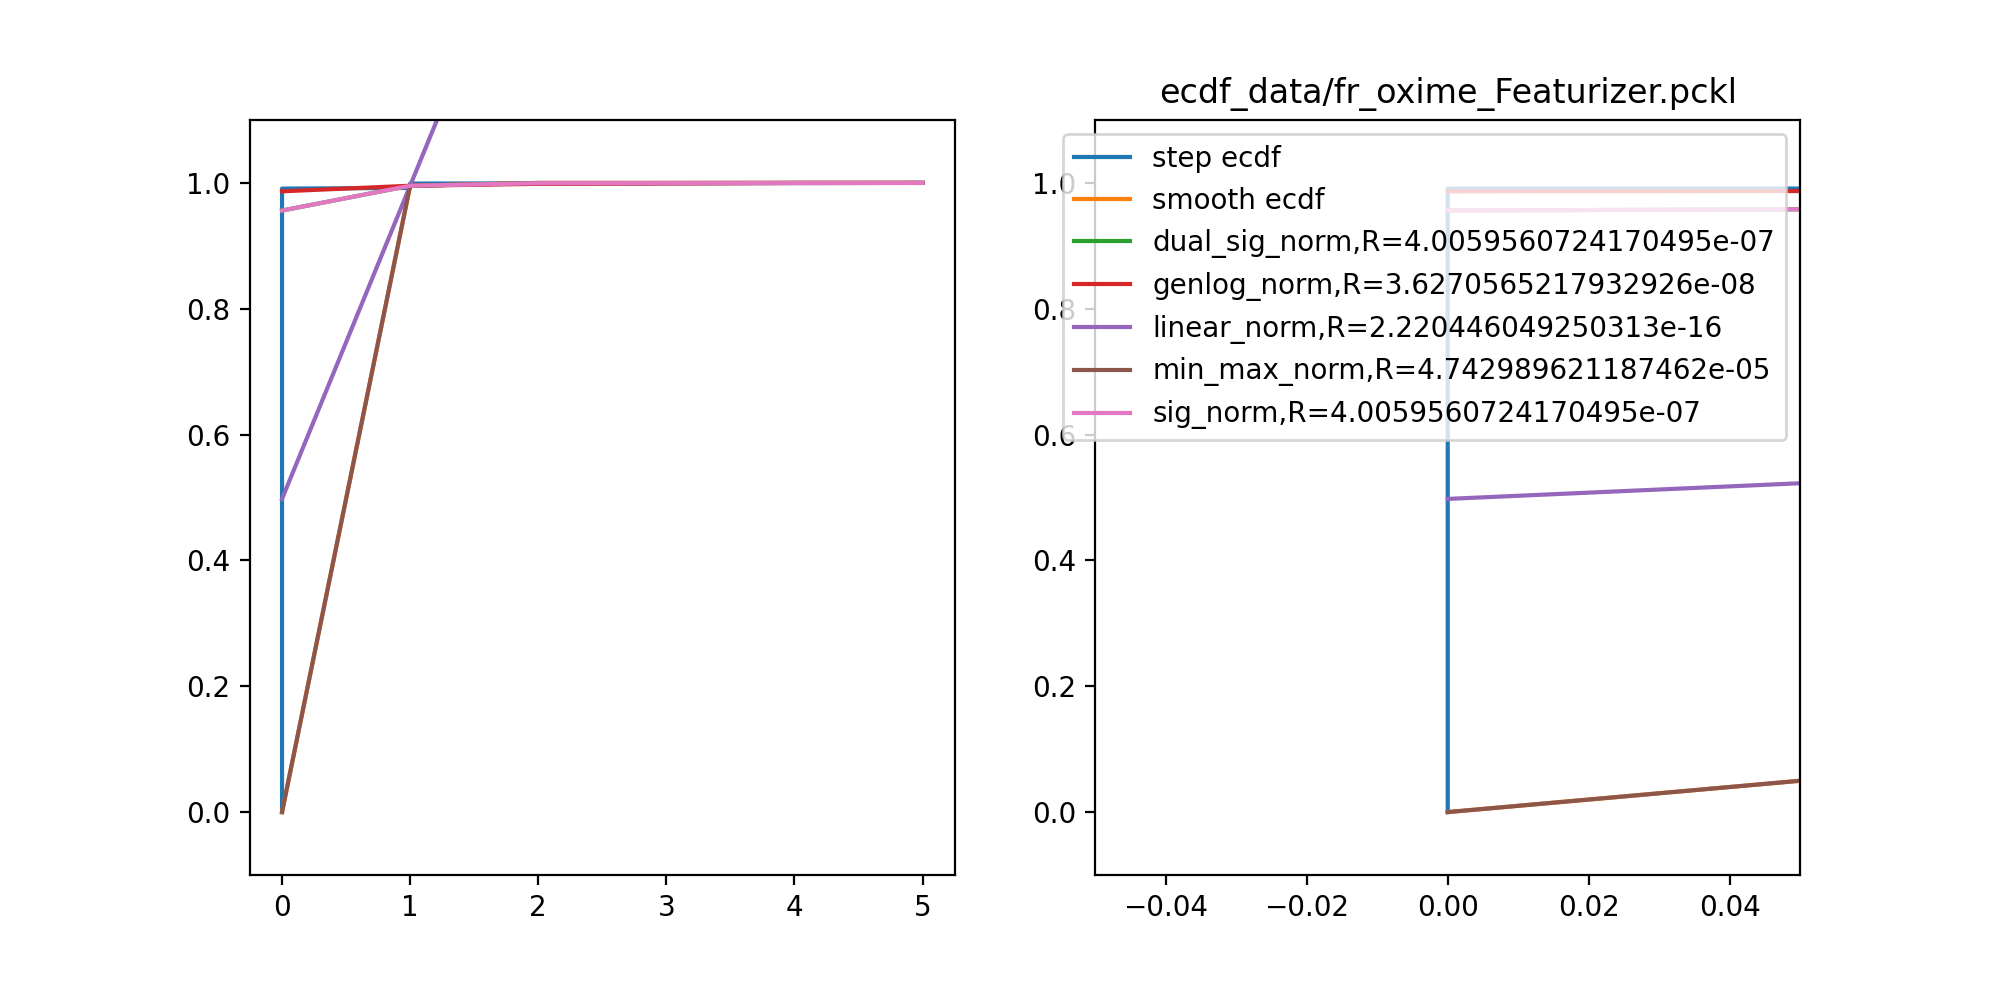 ecdf_data/fr_oxime_Featurizer.pckl
1.0
0.8
0.6
0.4
0.2
0.0
0
1
2
3
4
5
1.0
0.8
0.6
0.4
0.2
0.0
−0.04
−0.02
0.00
0.02
0.04
step ecdf
smooth ecdf
dual_sig_norm,R=4.0059560724170495e-07
genlog_norm,R=3.6270565217932926e-08
linear_norm,R=2.220446049250313e-16
min_max_norm,R=4.742989621187462e-05
sig_norm,R=4.0059560724170495e-07